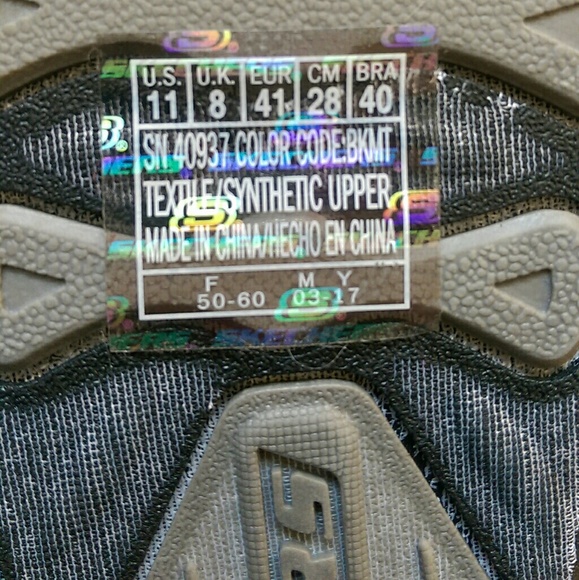 U.S. U.K. EUR CM BRA
11 8 41 28 40
SN 40937 COLOR CODE:BKMT
TEXTILE/SYNTHETIC UPPER
MADE IN CHINA/HECHO EN CHINA
F M Y
50-60 03-17
SKECHERS